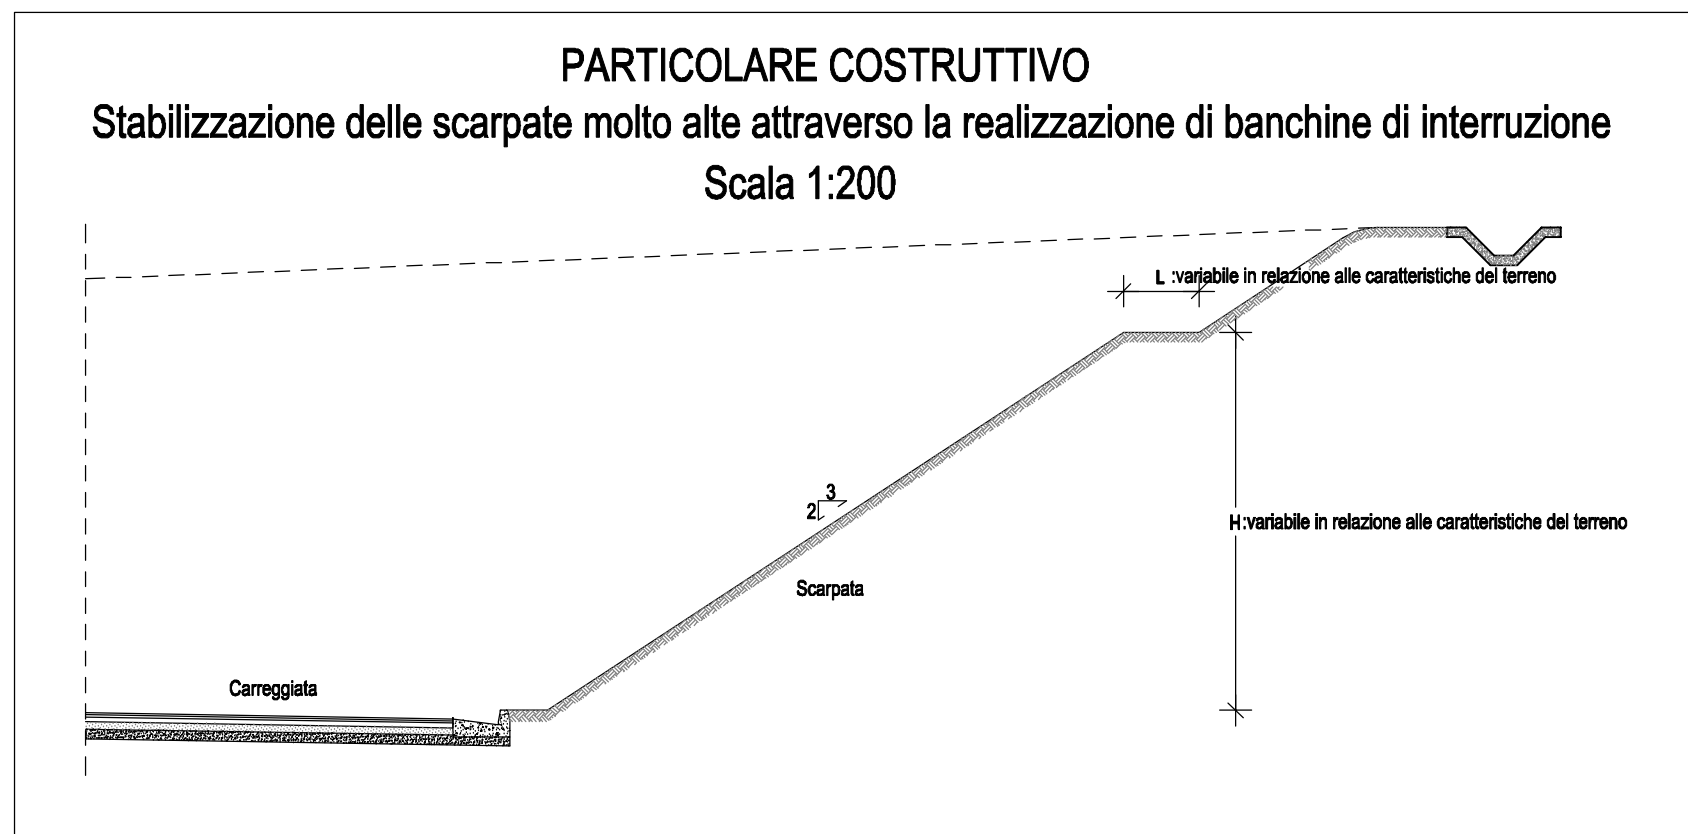 PARTICOLARE COSTRUTTIVO
Stabilizzazione delle scarpate molto alte attraverso la realizzazione di banchine di interruzione
Scala 1:200
L :variabile in relazione alle caratteristiche del terreno
3
2
H:variabile in relazione alle caratteristiche del terreno
Scarpata
Carreggiata